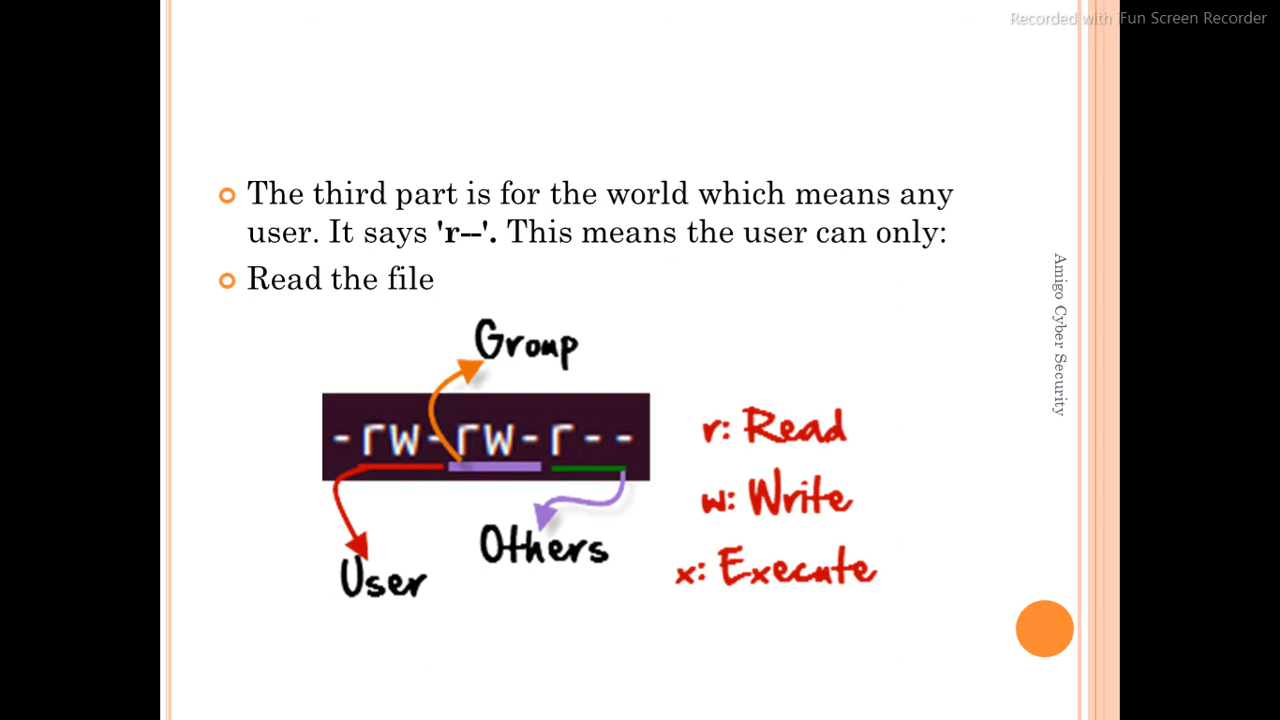 Recorded with iFun Screen Recorder
The third part is for the world which means any
user. It says 'r--'. This means the user can only:
Read the file
Group
-rw-rw-r--
r: Read
w: Write
Others
x: Execute
User
Amigo Cyber Security